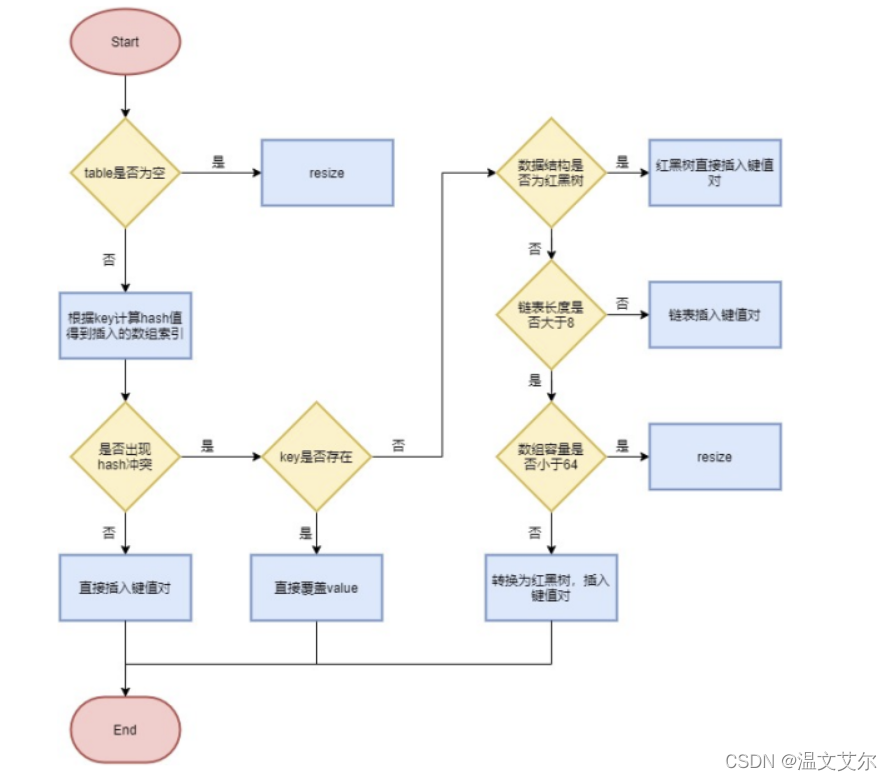 Start
table是否为空
是
resize
否
根据key计算hash值
得到插入的数组索引
是否出现
hash冲突
是
key是否存在
否
否
直接插入键值对
是
直接覆盖value
数据结构是
否为红黑树
是
红黑树直接插入键值
对
否
链表长度是
否大于8
否
链表插入键值对
是
数组容量是
否小于64
是
resize
否
转换为红黑树，插入
键值对
End
CSDN @温文艾尔